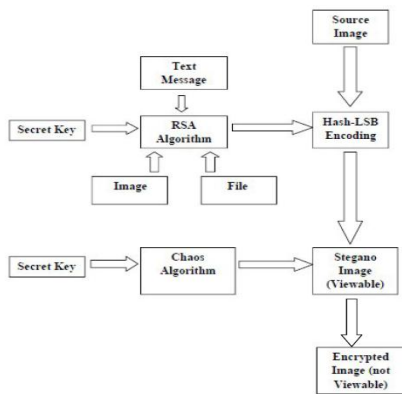 Source
Image
Text
Message
Secret Key
RSA
Algorithm
Hash-LSB
Encoding
Image
File
Secret Key
Chaos
Algorithm
Stegano
Image
(Viewable)
Encrypted
Image (not
Viewable)